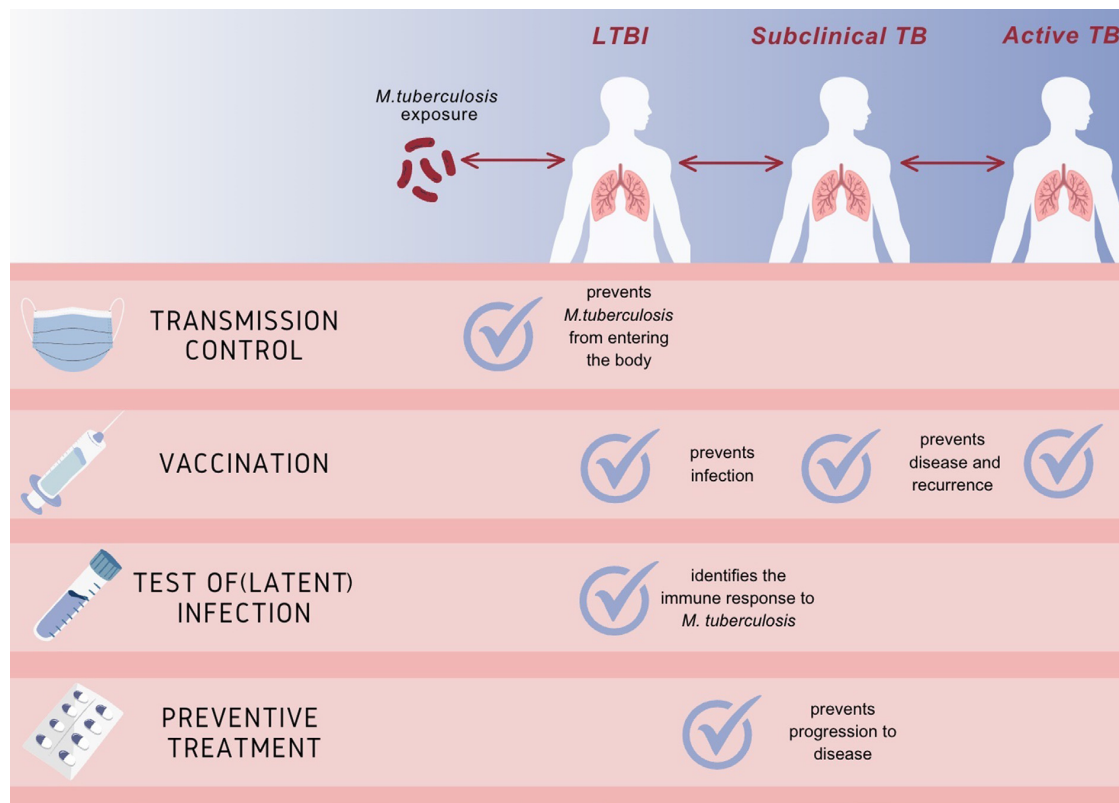 LTBI
Subclinical TB
Active TB
M.tuberculosis
exposure
TRANSMISSION
CONTROL
prevents
M.tuberculosis
from entering
the body
VACCINATION
prevents
infection
prevents
disease and
recurrence
TEST OF(LATENT)
INFECTION
identifies the
immune response to
M. tuberculosis
PREVENTIVE
TREATMENT
prevents
progression to
disease